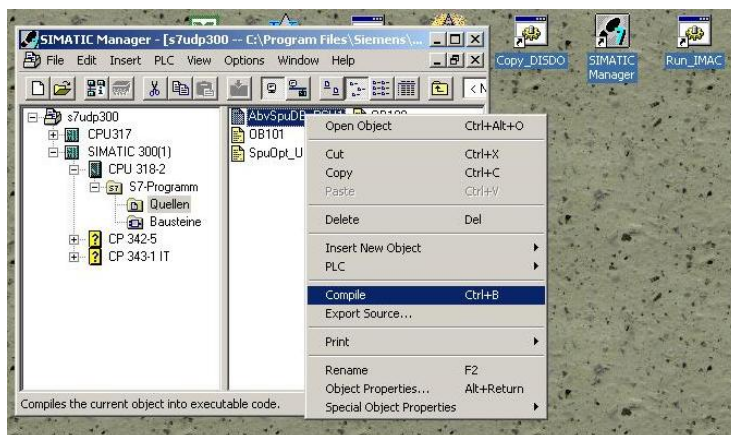 SIMATIC Manager - [s7udp300 -- C:\Program Files\Siemens\...
File Edit Insert PLC View Options Window Help
s7udp300
CPU317
SIMATIC 300(1)
CPU 318-2
S7-Programm
Quellen
Bausteine
CP 342-5
CP 343-1 IT
OB101
Open Object Ctrl+Alt+O
Cut Ctrl+X
Copy Ctrl+C
Paste Ctrl+V
Delete Del
Insert New Object
PLC
Compile Ctrl+B
Export Source...
Print
Rename F2
Object Properties... Alt+Return
Special Object Properties
Compiles the current object into executable code.
Copy_DISDO
SIMATIC
Manager
Run_IMAC